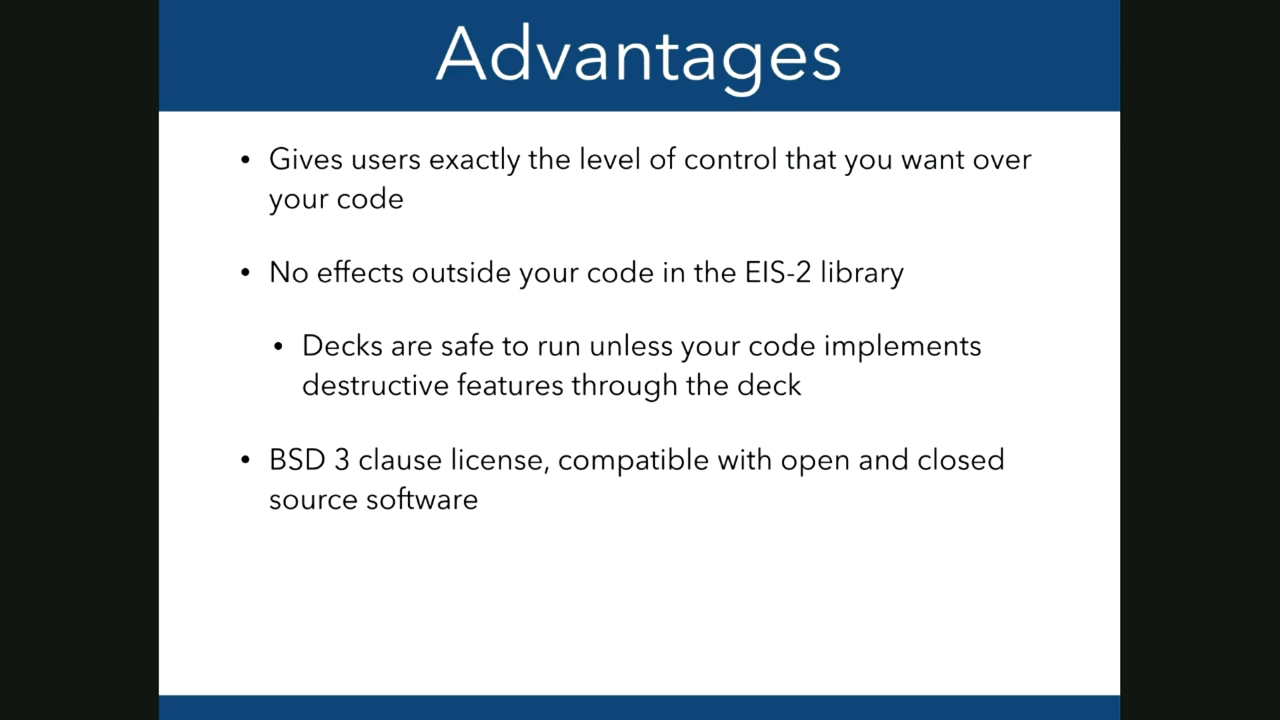 Advantages
• Gives users exactly the level of control that you want over
your code
• No effects outside your code in the EIS-2 library
• Decks are safe to run unless your code implements
destructive features through the deck
• BSD 3 clause license, compatible with open and closed
source software